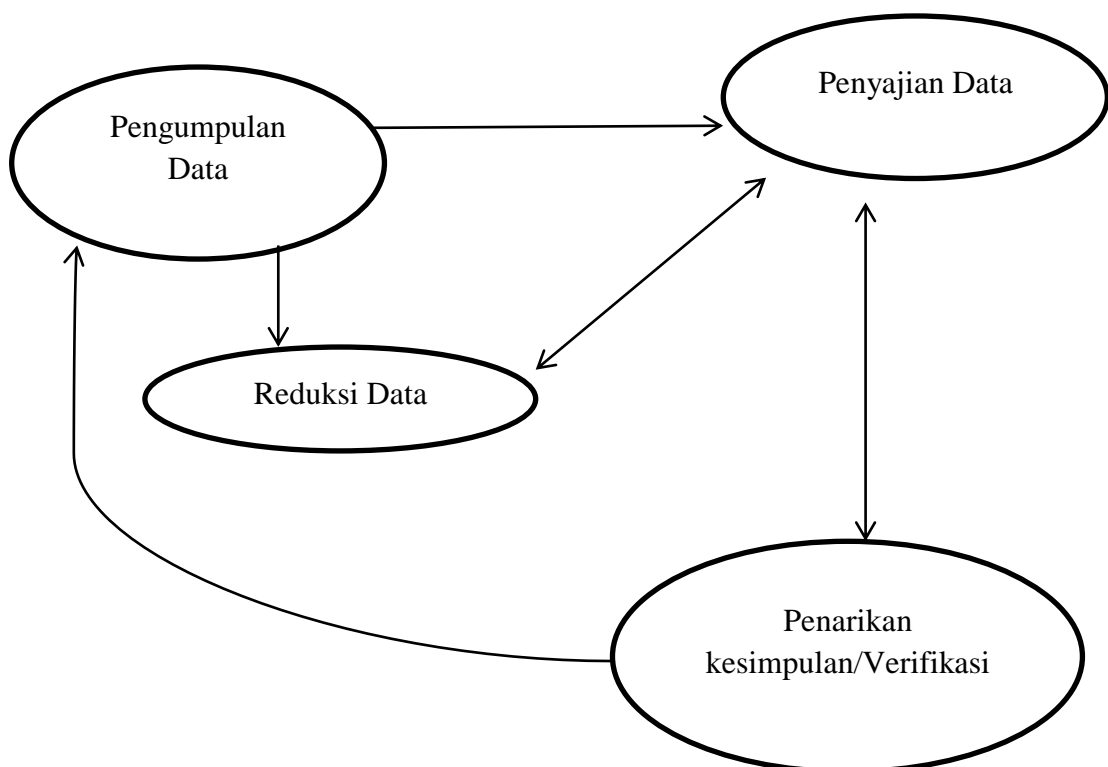 Penyajian Data
Pengumpulan
Data
Reduksi Data
Penarikan
kesimpulan/Verifikasi